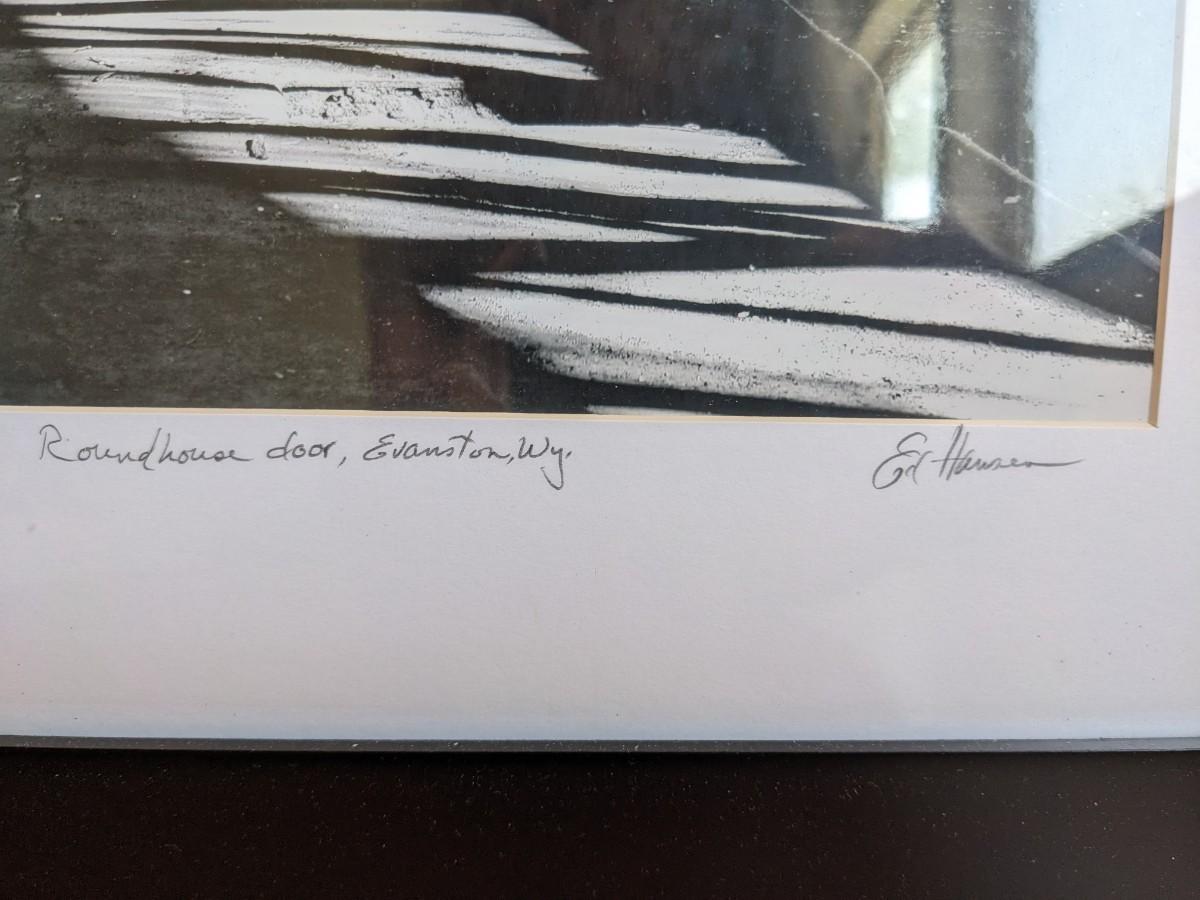 Roundhouse door, Evanston, Wy.
Ed Hansen